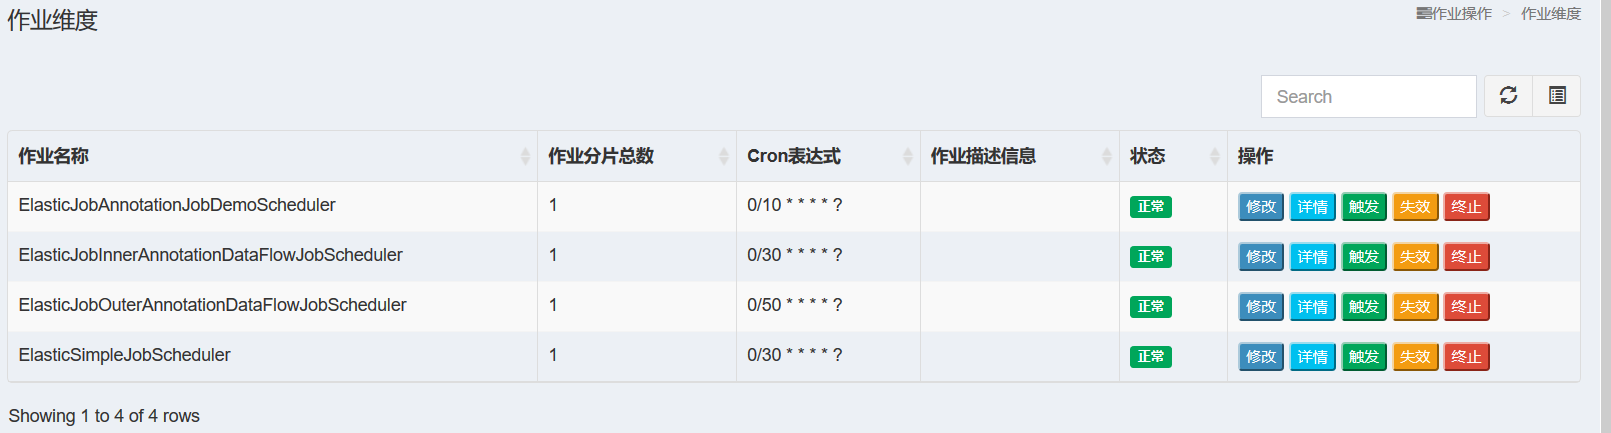 作业维度
作业操作 > 作业维度
Search
作业名称 作业分片总数 Cron表达式 作业描述信息 状态 操作
ElasticJobAnnotationJobDemoScheduler 1 0/10 * * * * ? 正常 修改 详情 触发 失效 终止
ElasticJobInnerAnnotationDataFlowJobScheduler 1 0/30 * * * * ? 正常 修改 详情 触发 失效 终止
ElasticJobOuterAnnotationDataFlowJobScheduler 1 0/50 * * * * ? 正常 修改 详情 触发 失效 终止
ElasticSimpleJobScheduler 1 0/30 * * * * ? 正常 修改 详情 触发 失效 终止
Showing 1 to 4 of 4 rows